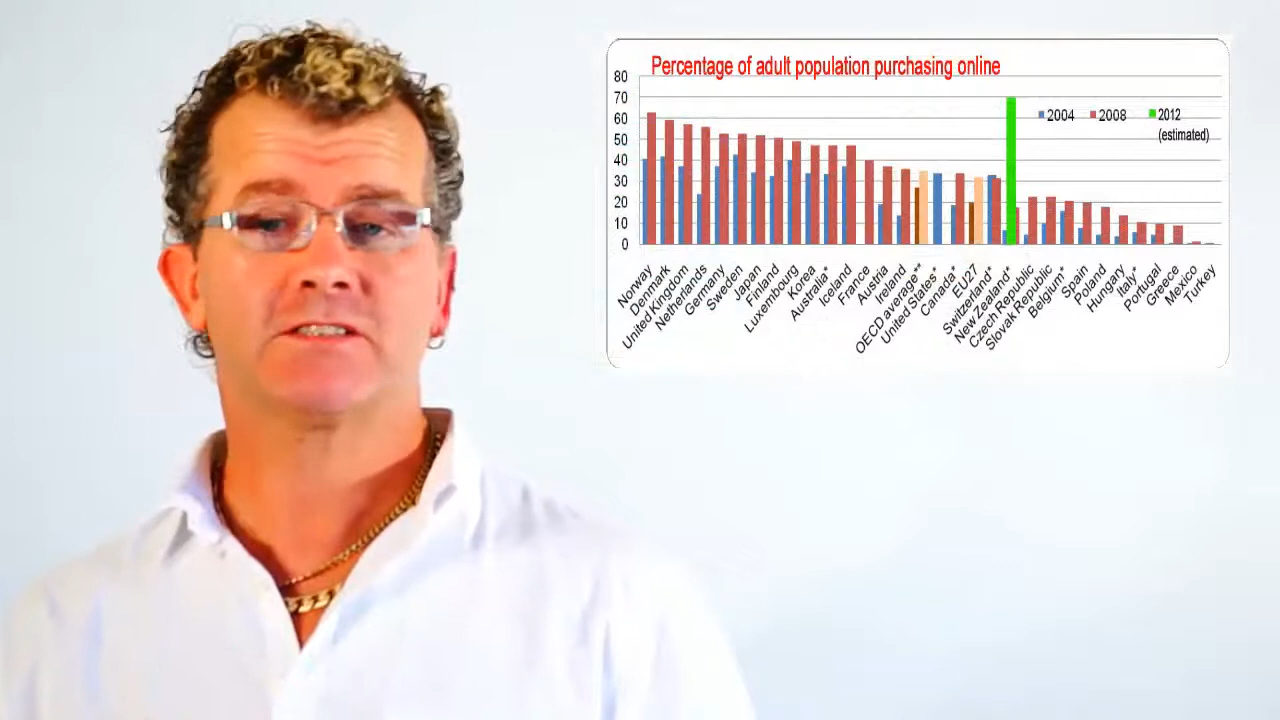 Percentage of adult population purchasing online
80
70
60
50
40
30
20
10
0
2004
2008
2012
(estimated)
Norway
Denmark
United Kingdom
Netherlands
Germany
Sweden
Japan
Finland
Luxembourg
Korea
Australia*
Iceland
France
Austria
Ireland
OECD average**
United States*
Canada*
EU27
Switzerland*
New Zealand*
Czech Republic
Slovak Republic
Belgium*
Spain
Poland
Hungary
Italy*
Portugal
Greece
Mexico
Turkey